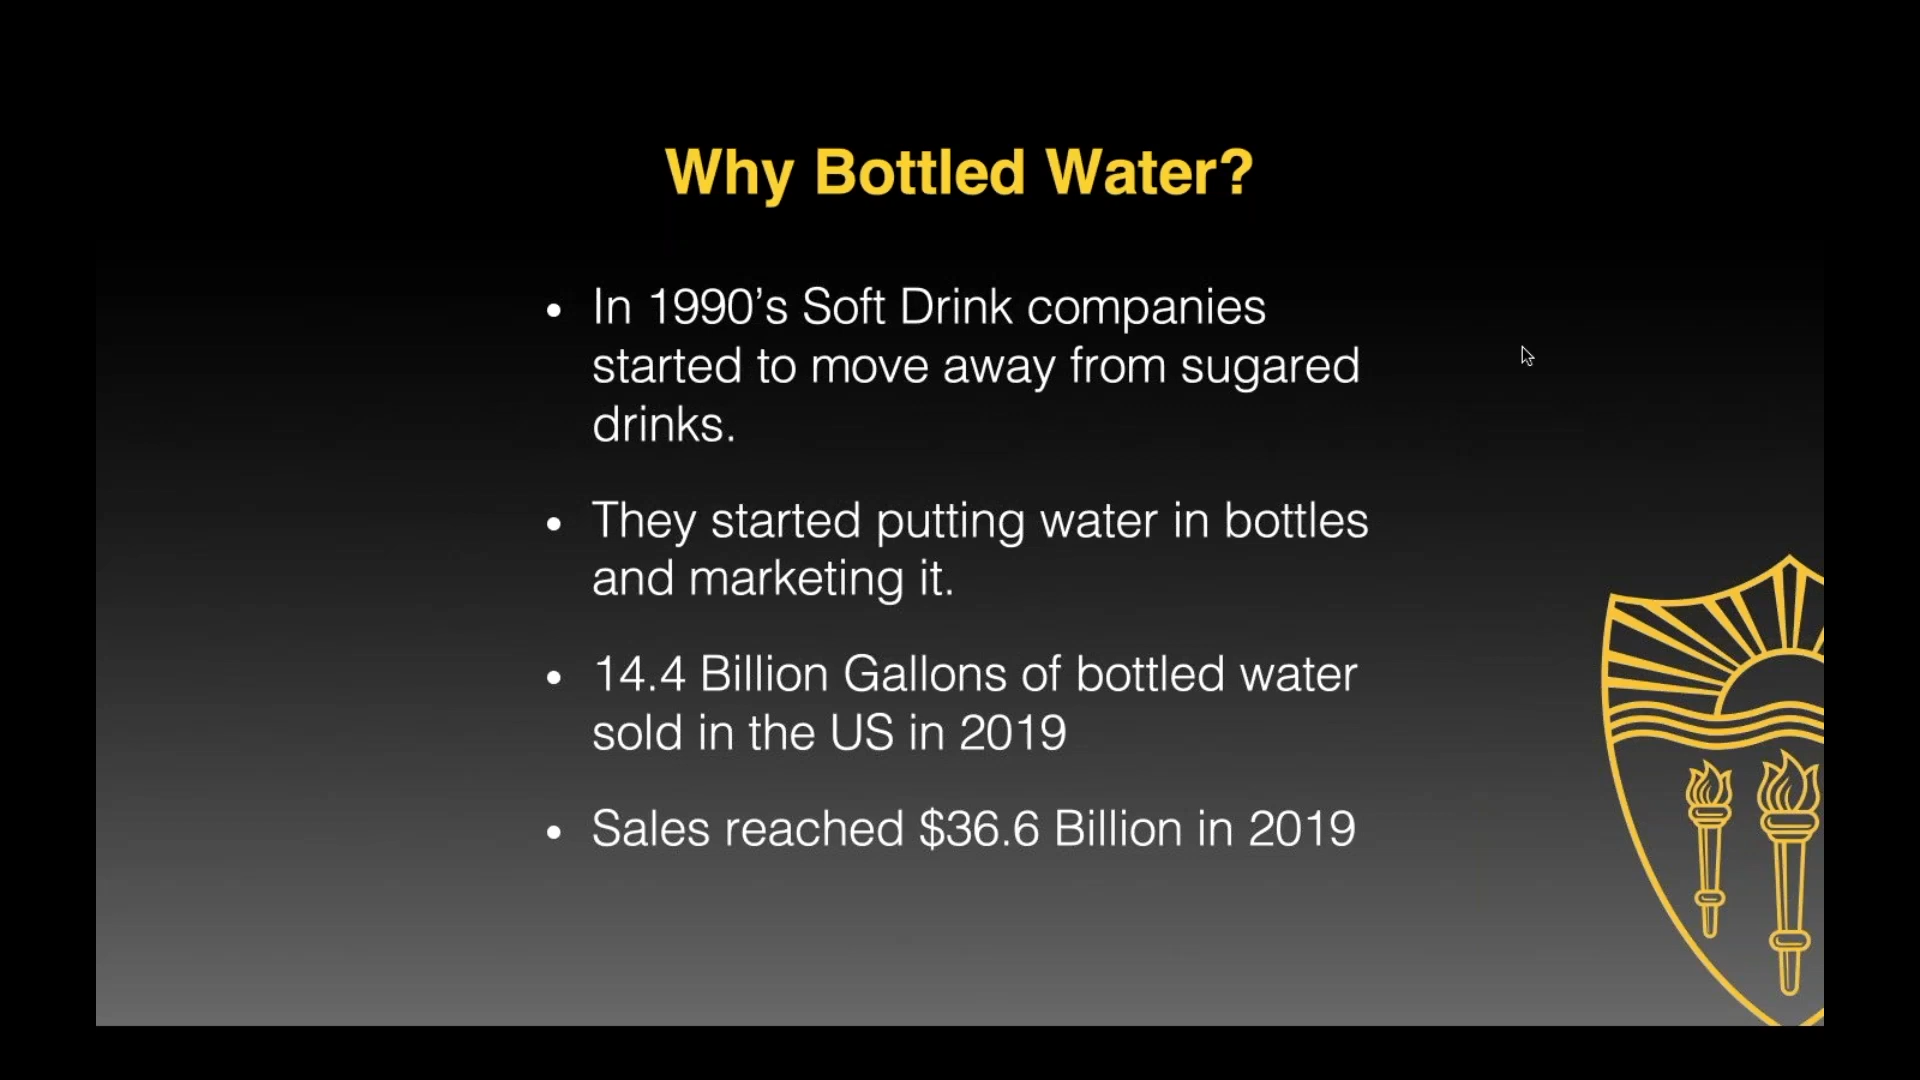 Why Bottled Water?
• In 1990’s Soft Drink companies
started to move away from sugared
drinks.
• They started putting water in bottles
and marketing it.
• 14.4 Billion Gallons of bottled water
sold in the US in 2019
• Sales reached $36.6 Billion in 2019